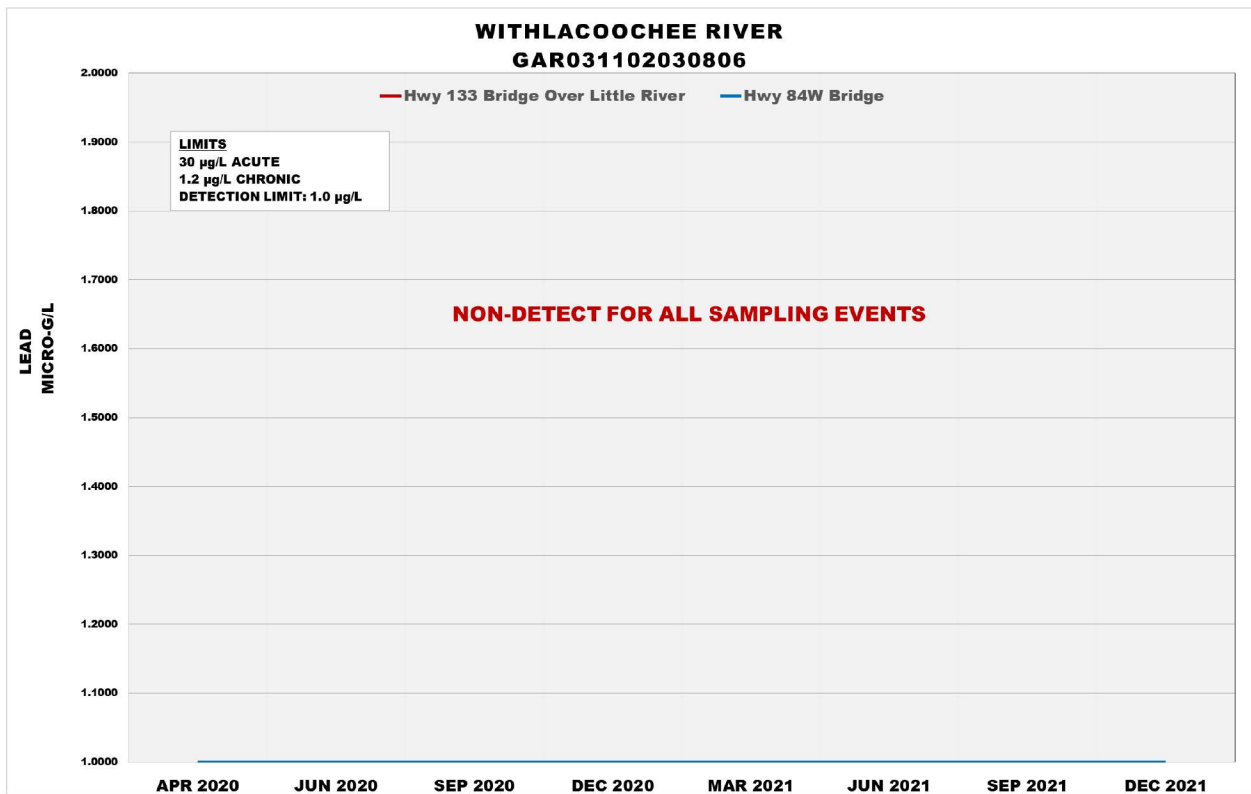 WITHLACOOCHEE RIVER
GAR031102030806
2.0000
Hwy 133 Bridge Over Little River
Hwy 84W Bridge
1.9000
LIMITS
30 µg/L ACUTE
1.2 µg/L CHRONIC
DETECTION LIMIT: 1.0 µg/L
1.8000
1.7000
NON-DETECT FOR ALL SAMPLING EVENTS
LEAD
MICRO-G/L
1.6000
1.5000
1.4000
1.3000
1.2000
1.1000
1.0000
APR 2020 JUN 2020 SEP 2020 DEC 2020 MAR 2021 JUN 2021 SEP 2021 DEC 2021